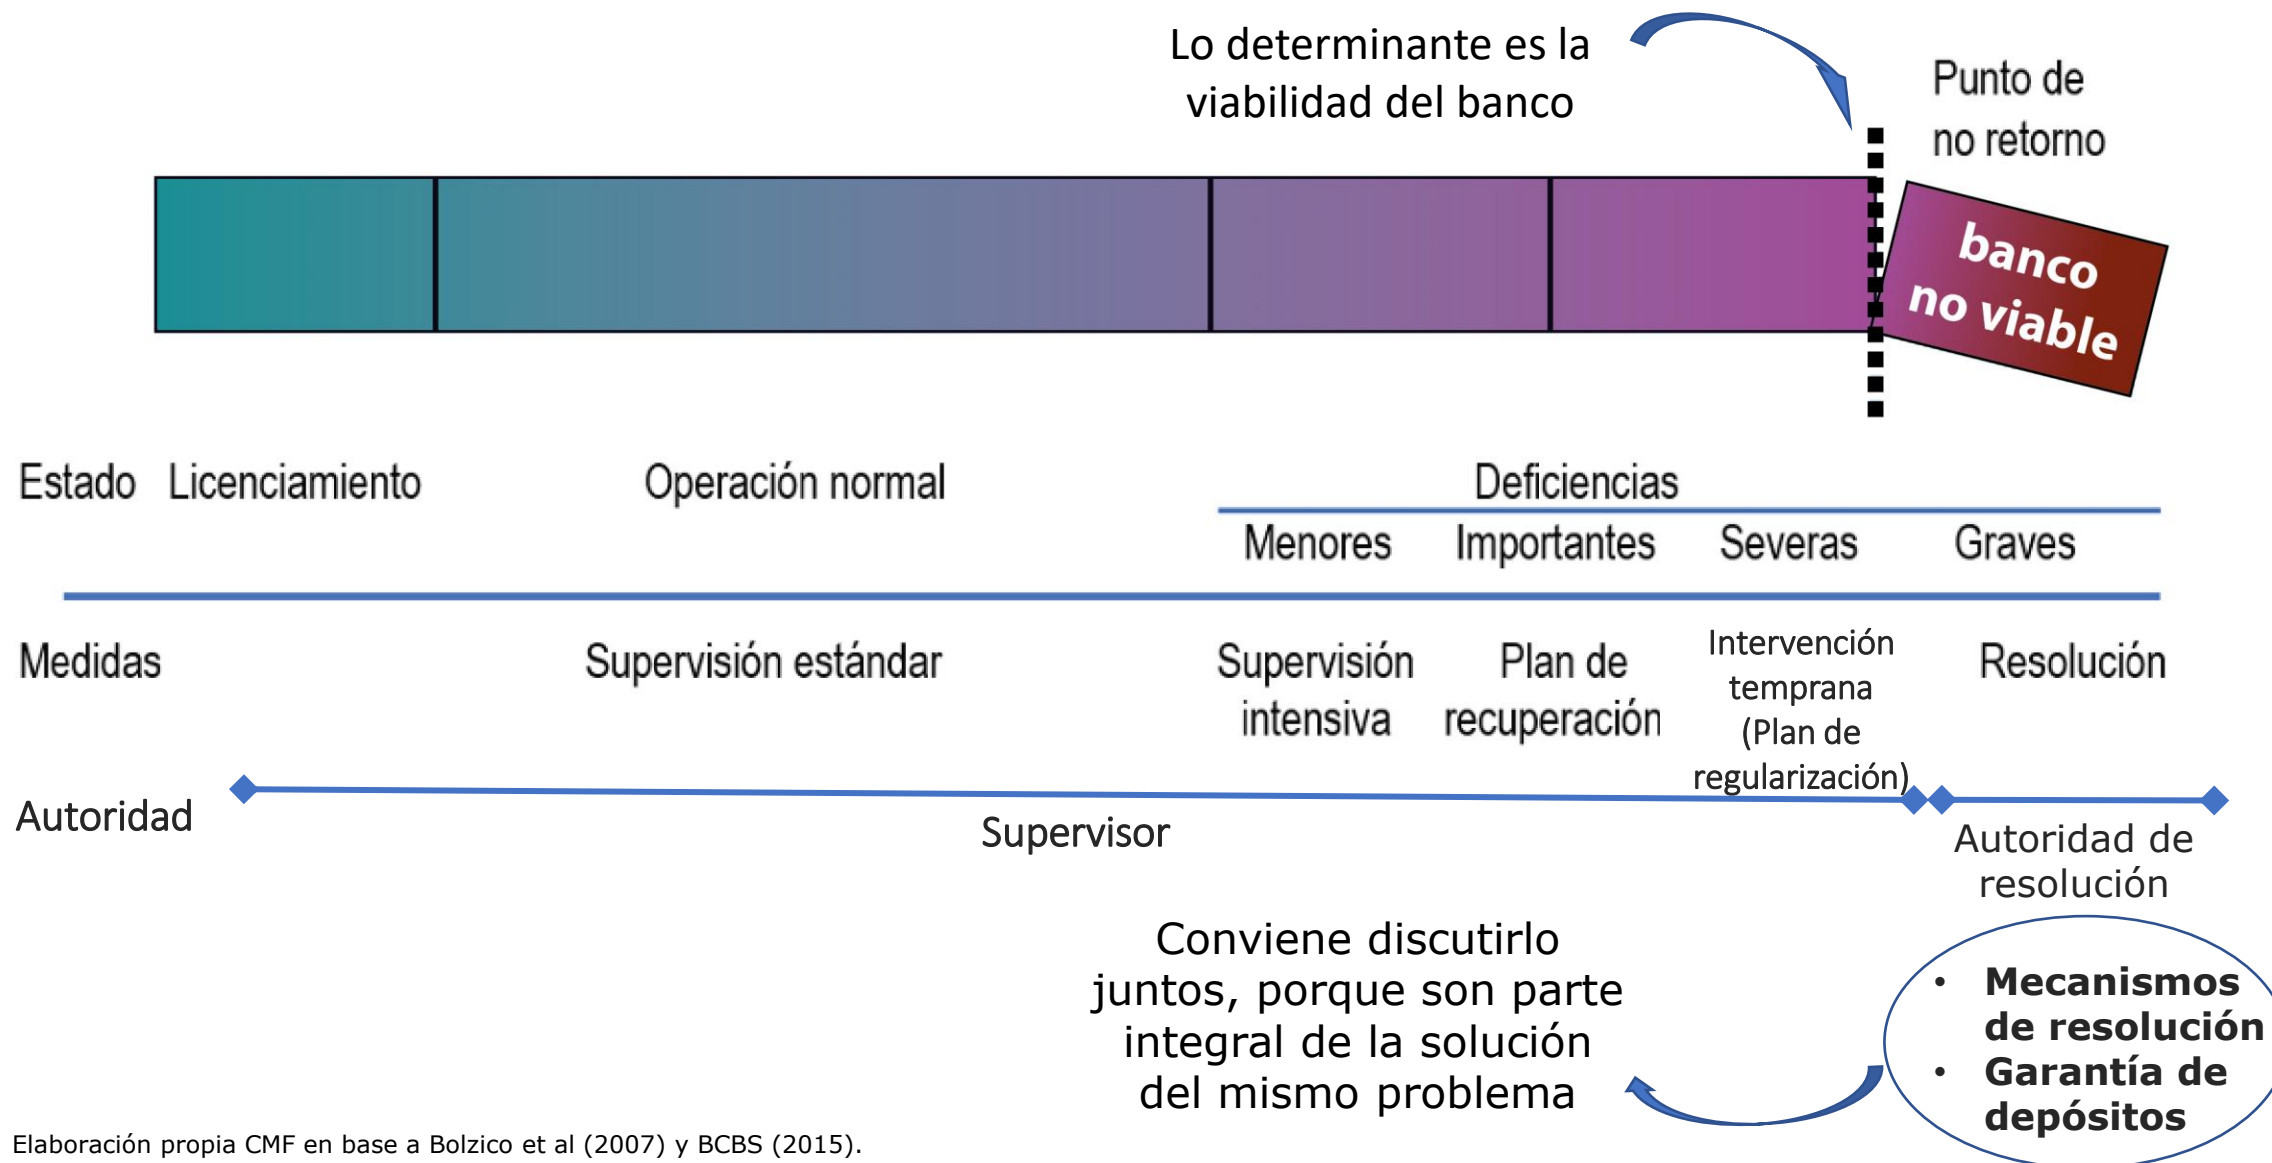 Lo determinante es la
viabilidad del banco
Punto de
no retorno
banco
no viable
Estado
Licenciamiento
Operación normal
Deficiencias
Menores
Importantes
Severas
Graves
Medidas
Supervisión estándar
Supervisión
intensiva
Plan de
recuperación
Intervención
temprana
(Plan de
regularización)
Resolución
Autoridad
Supervisor
Autoridad de
resolución
Conviene discutirlo
juntos, porque son parte
integral de la solución
del mismo problema
• Mecanismos
de resolución
• Garantía de
depósitos
Elaboración propia CMF en base a Bolzico et al (2007) y BCBS (2015).